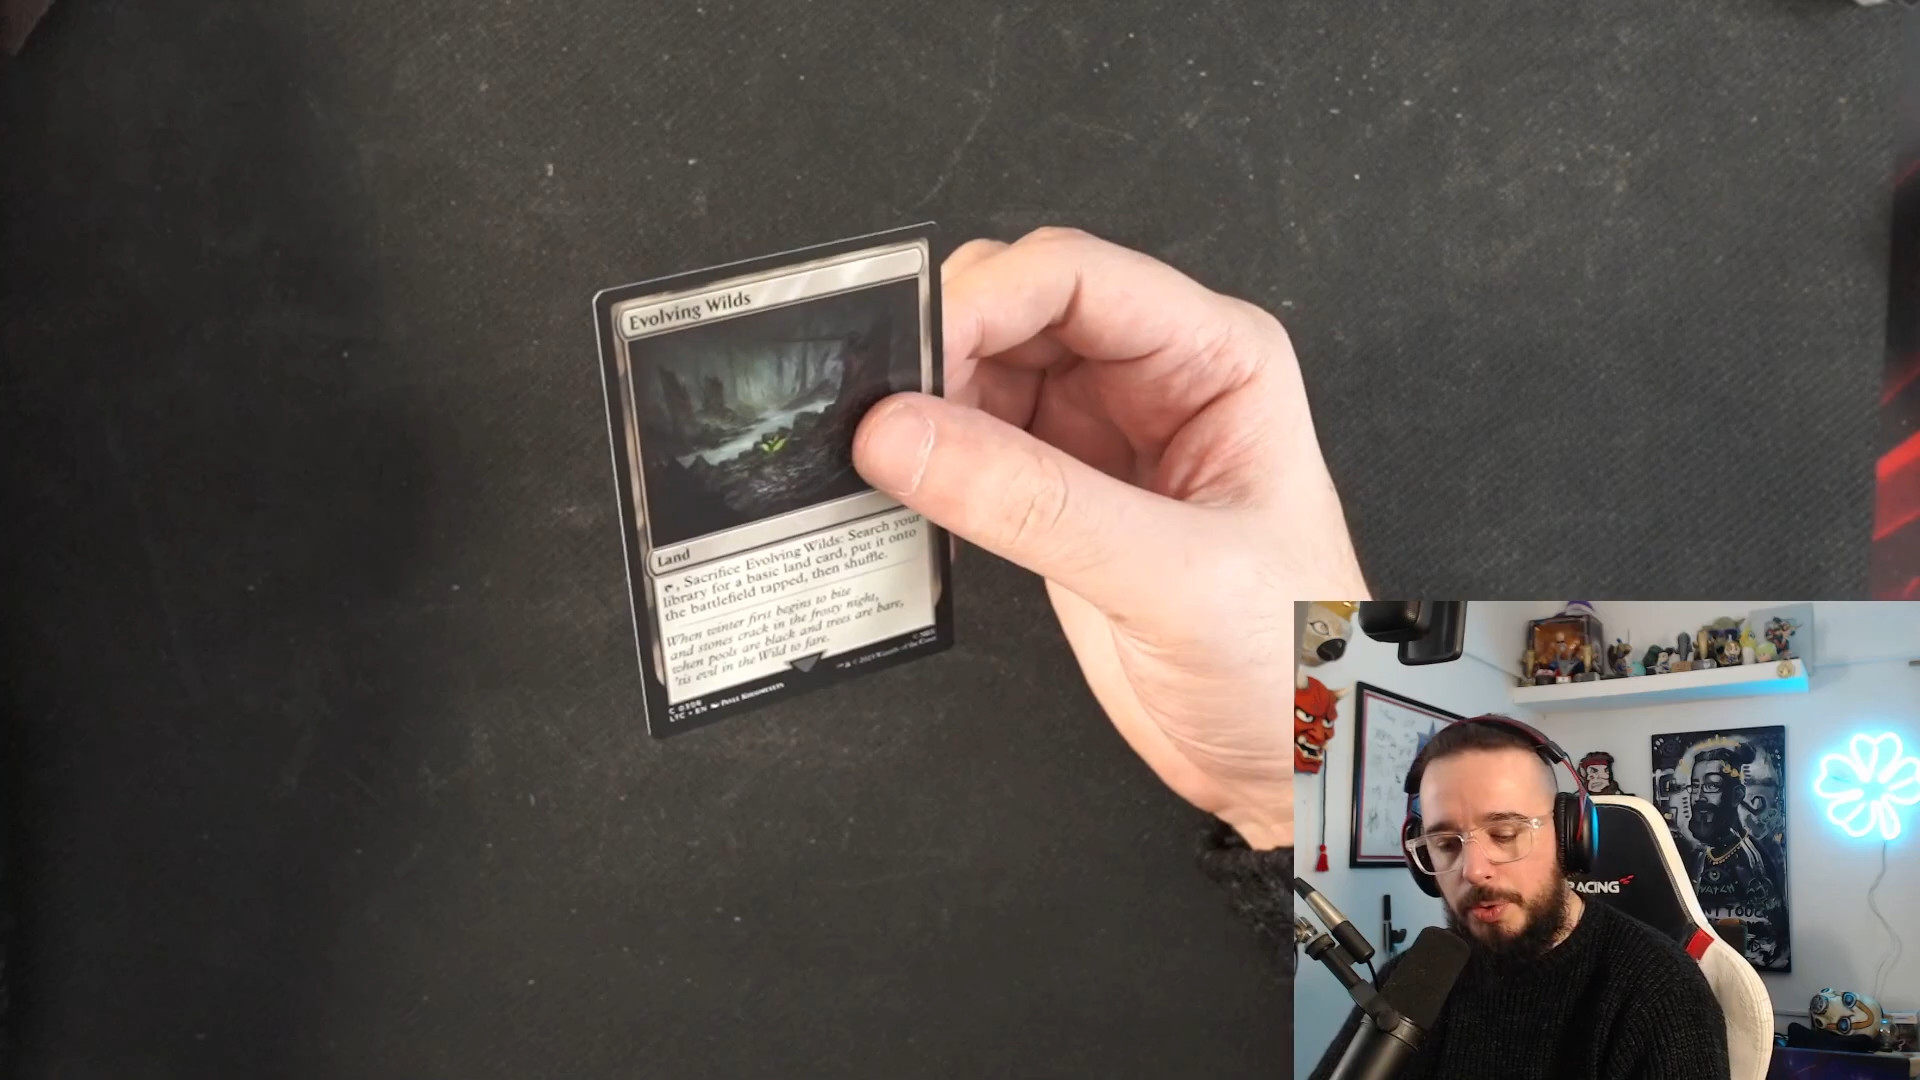 Evolving Wilds
Land
, Sacrifice Evolving Wilds: Search your
library for a basic land card, put it onto
the battlefield tapped, then shuffle.
When winter first begins to bite
and stones crack in the frosty night,
when pools are black and trees are bare,
'tis evil in the Wild to fare.
C 0306
LTC • EN
RACING